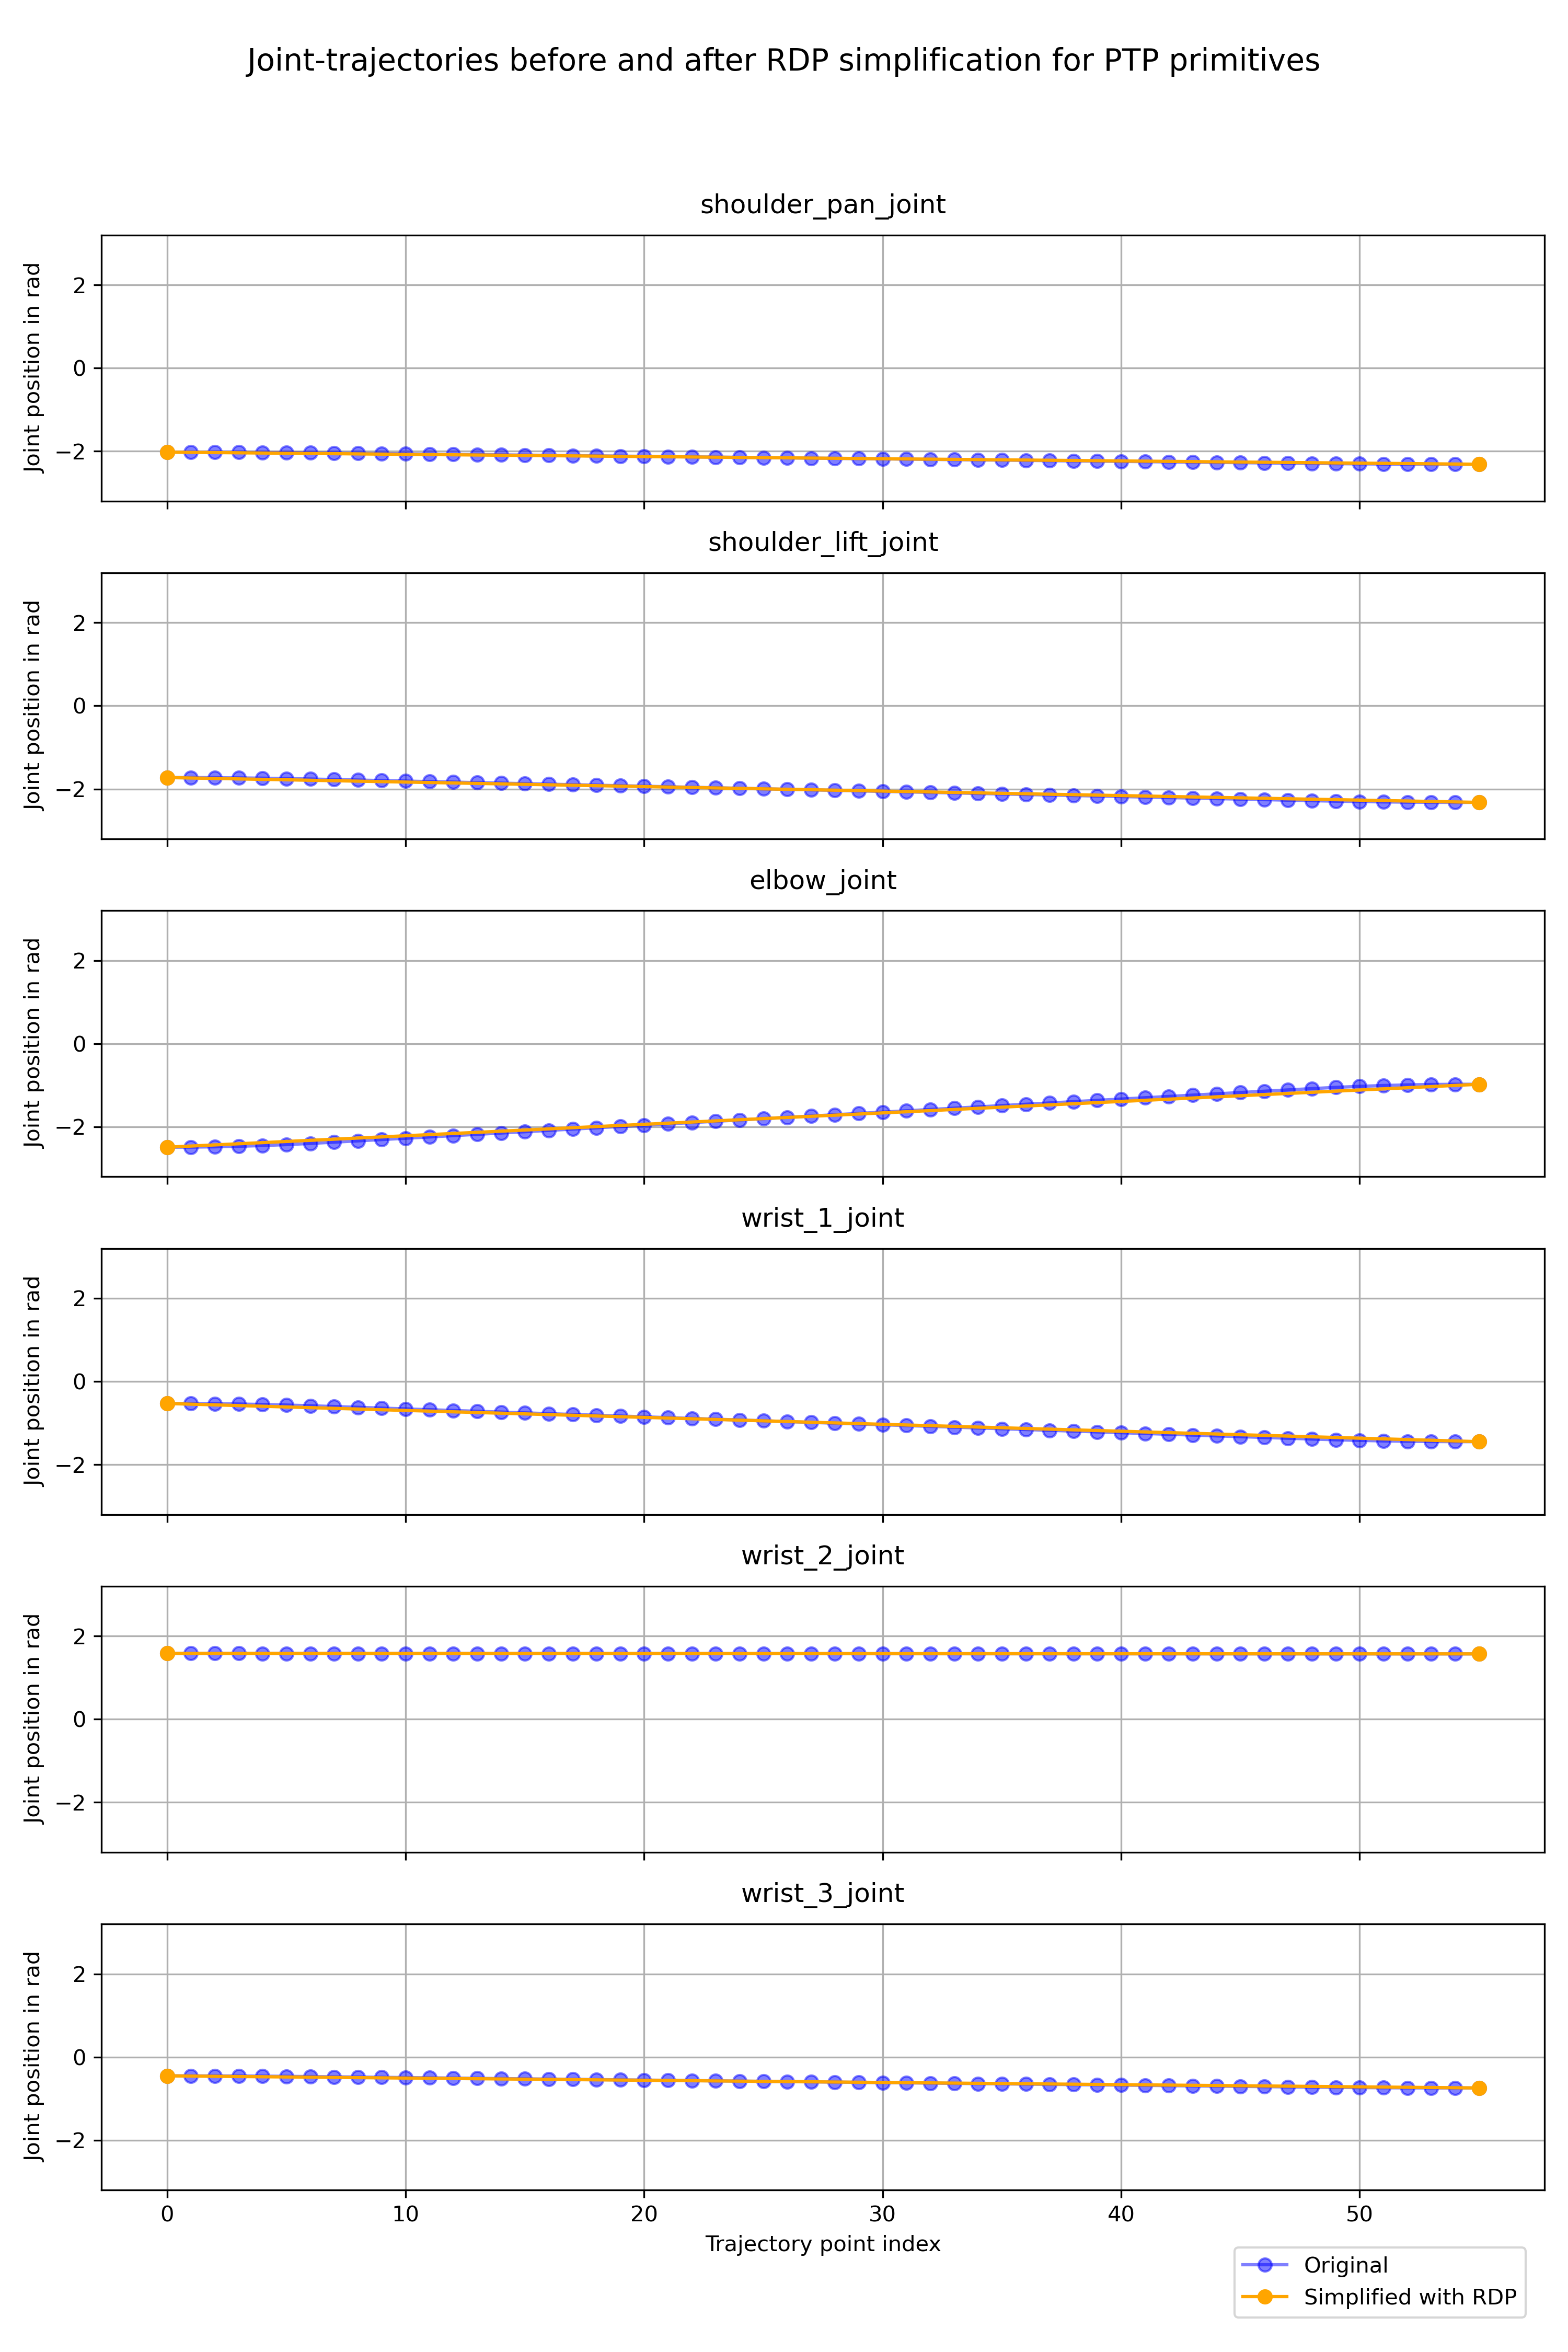 Joint-trajectories before and after RDP simplification for PTP primitives
shoulder_pan_joint
Joint position in rad
2
0
−2
shoulder_lift_joint
Joint position in rad
2
0
−2
elbow_joint
Joint position in rad
2
0
−2
wrist_1_joint
Joint position in rad
2
0
−2
wrist_2_joint
Joint position in rad
2
0
−2
wrist_3_joint
Joint position in rad
2
0
−2
0 10 20 30 40 50
Trajectory point index
Original
Simplified with RDP